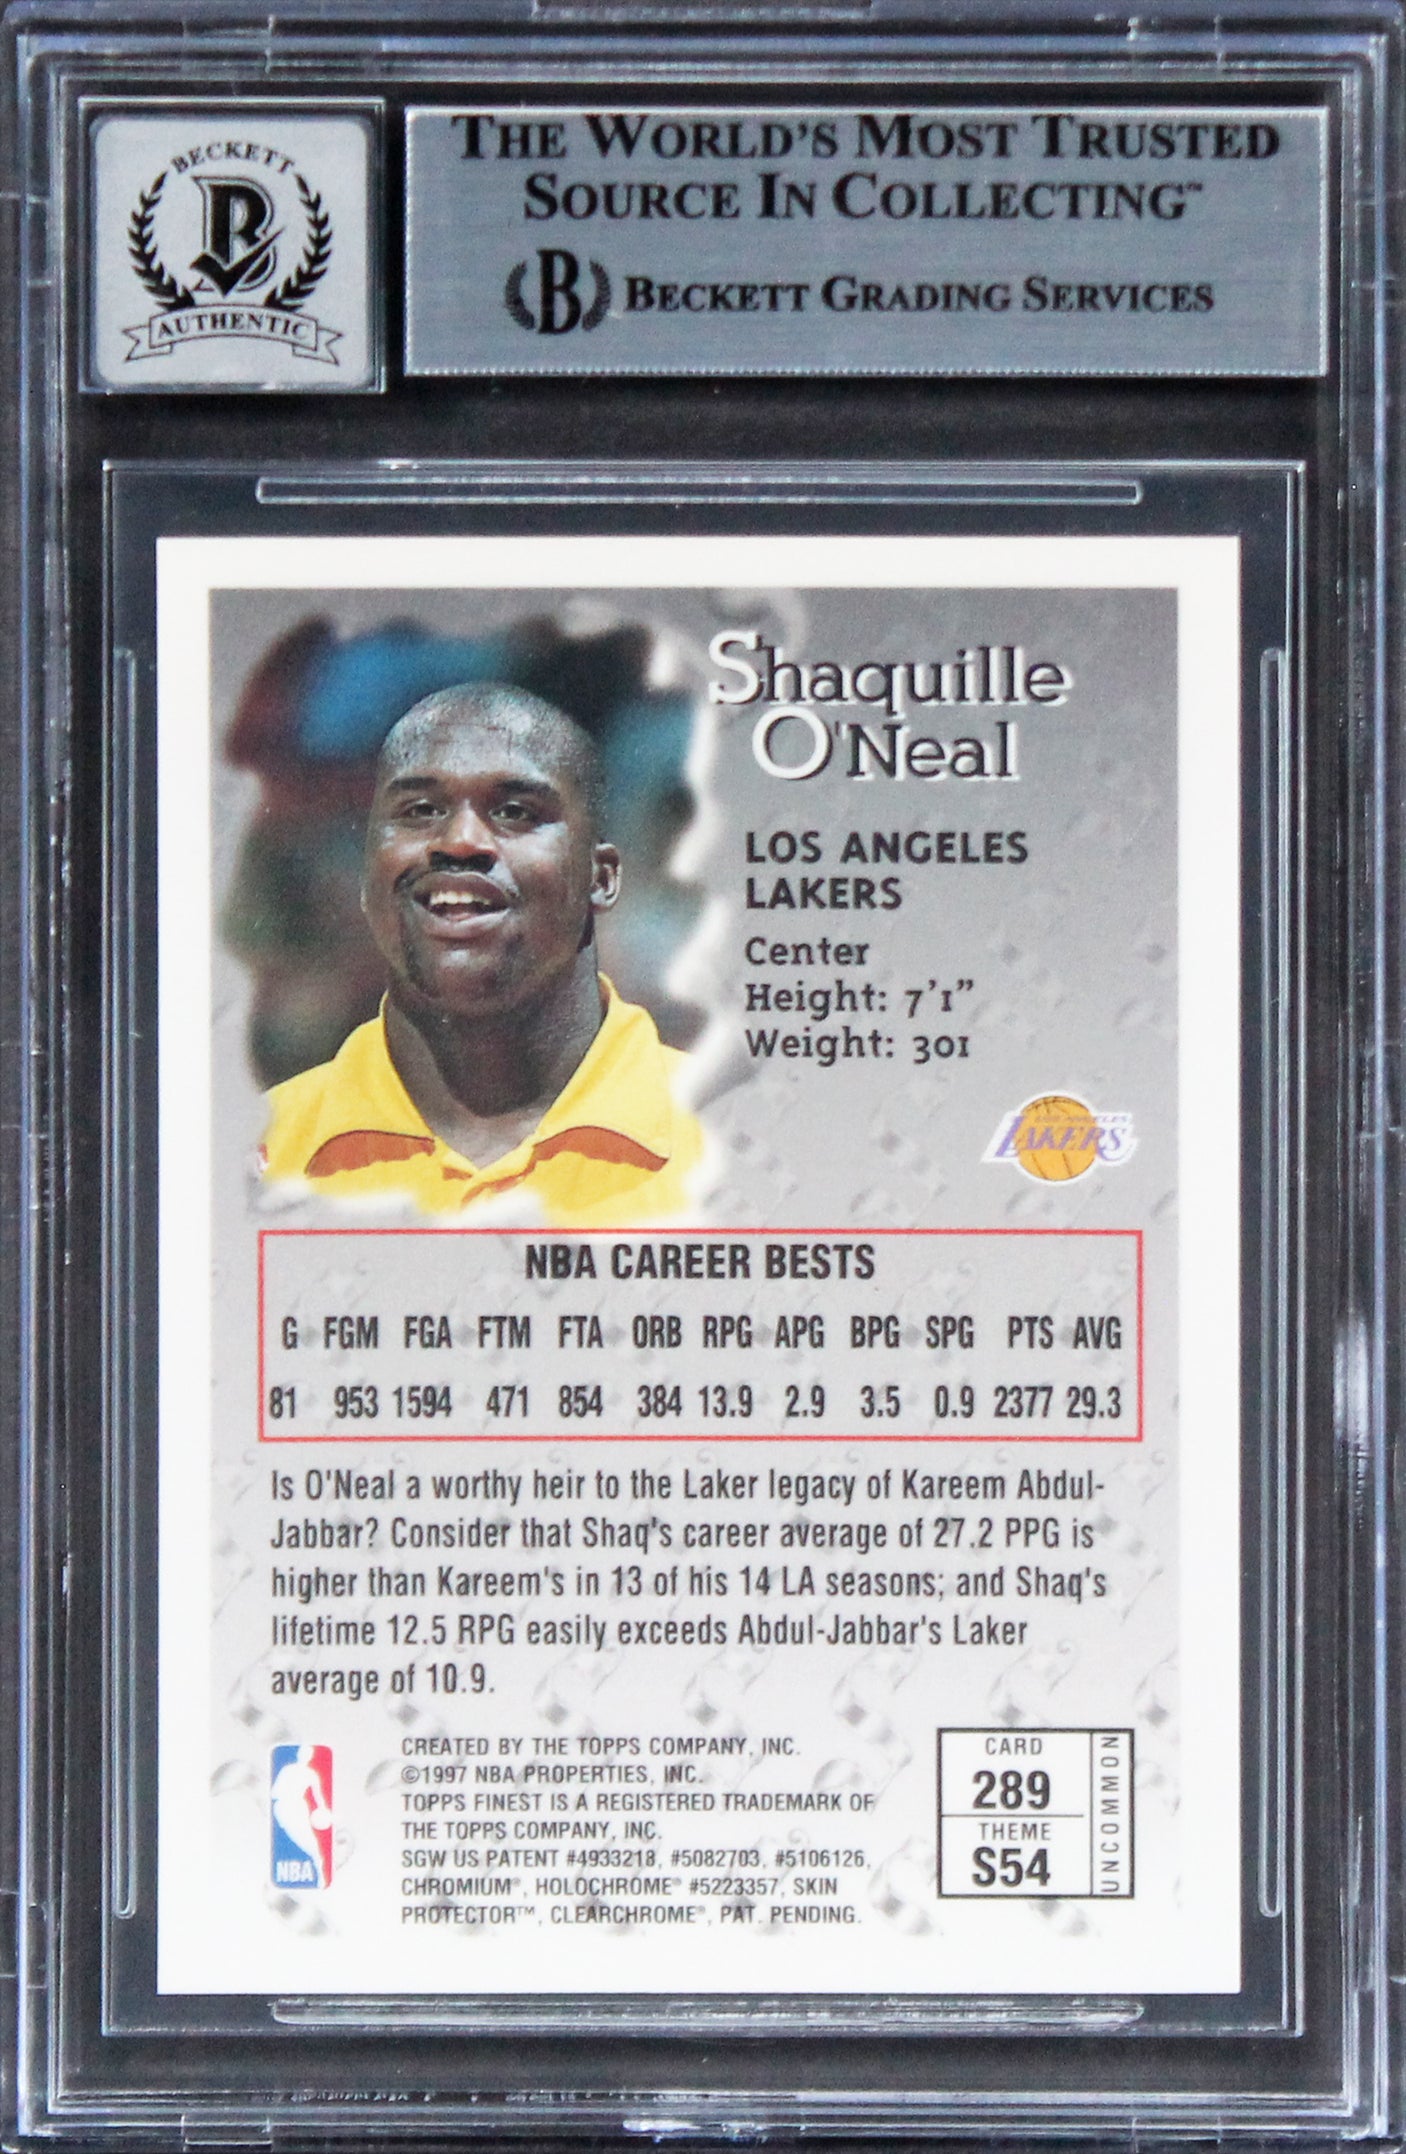 BECKETT
B
AUTHENTIC
THE WORLD'S MOST TRUSTED
SOURCE IN COLLECTING™
B BECKETT GRADING SERVICES
Shaquille
O'Neal
LOS ANGELES
LAKERS
Center
Height: 7'1"
Weight: 301
LOS ANGELES
LAKERS
NBA CAREER BESTS
G FGM FGA FTM FTA ORB RPG APG BPG SPG PTS AVG
81 953 1594 471 854 384 13.9 2.9 3.5 0.9 2377 29.3
Is O'Neal a worthy heir to the Laker legacy of Kareem Abdul-
Jabbar? Consider that Shaq's career average of 27.2 PPG is
higher than Kareem's in 13 of his 14 LA seasons; and Shaq's
lifetime 12.5 RPG easily exceeds Abdul-Jabbar's Laker
average of 10.9.
NBA
CREATED BY THE TOPPS COMPANY, INC.
©1997 NBA PROPERTIES, INC.
TOPPS FINEST IS A REGISTERED TRADEMARK OF
THE TOPPS COMPANY, INC.
SGW US PATENT #4933218, #5082703, #5106126,
CHROMIUM®, HOLOCHROME® #5223357, SKIN
PROTECTOR™, CLEARCHROME®, PAT. PENDING.
CARD
289
THEME
S54
UNCOMMON